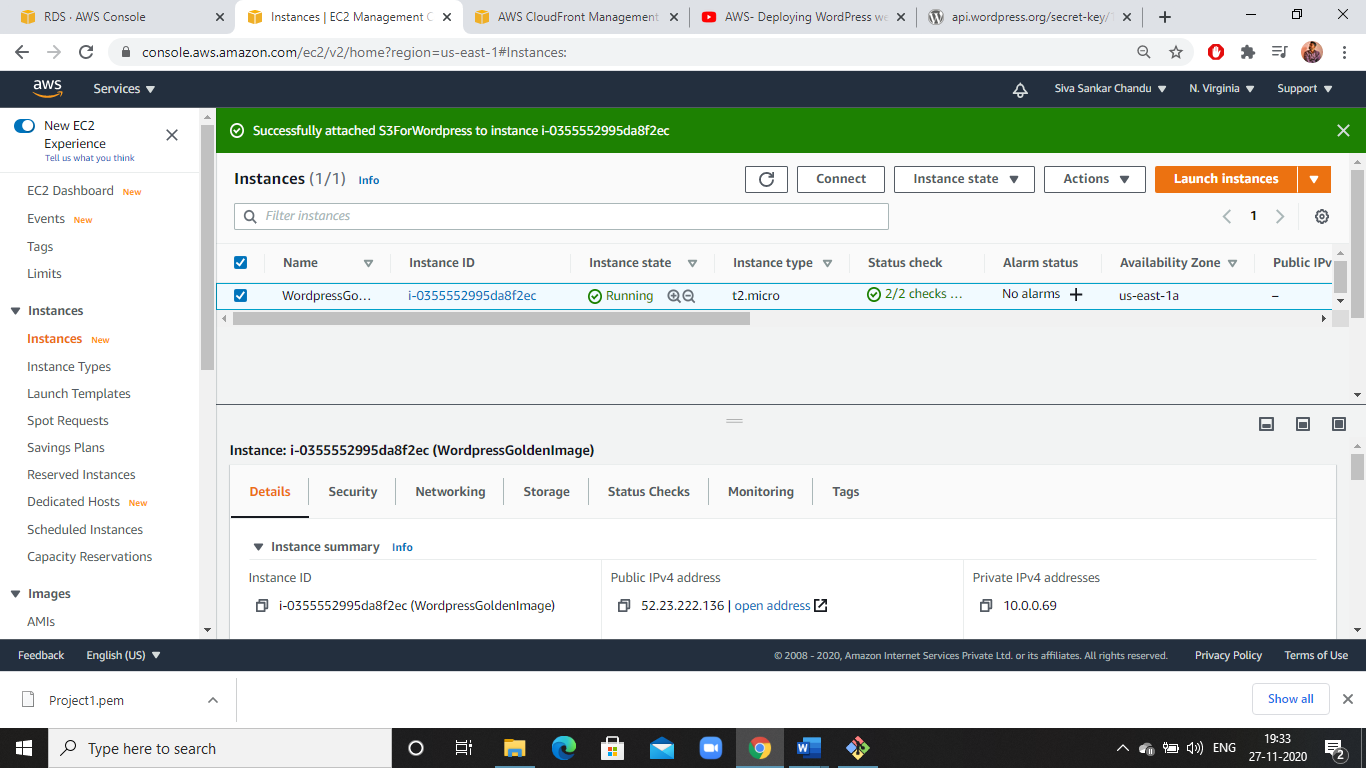 RDS · AWS Console
Instances | EC2 Management C
AWS CloudFront Management
AWS- Deploying WordPress we
api.wordpress.org/secret-key/1
console.aws.amazon.com/ec2/v2/home?region=us-east-1#Instances:
aws
Services
Siva Sankar Chandu
N. Virginia
Support
New EC2
Experience
Tell us what you think
EC2 Dashboard New
Events New
Tags
Limits
Instances
Instances New
Instance Types
Launch Templates
Spot Requests
Savings Plans
Reserved Instances
Dedicated Hosts New
Scheduled Instances
Capacity Reservations
Images
AMIs
Successfully attached S3ForWordpress to instance i-0355552995da8f2ec
Instances (1/1) Info
Connect
Instance state
Actions
Launch instances
Filter instances
1
Name Instance ID Instance state Instance type Status check Alarm status Availability Zone Public IPv
WordpressGo... i-0355552995da8f2ec Running t2.micro 2/2 checks ... No alarms us-east-1a –
Instance: i-0355552995da8f2ec (WordpressGoldenImage)
Details Security Networking Storage Status Checks Monitoring Tags
Instance summary Info
Instance ID Public IPv4 address Private IPv4 addresses
i-0355552995da8f2ec (WordpressGoldenImage) 52.23.222.136 | open address 10.0.0.69
Feedback English (US) © 2008 - 2020, Amazon Internet Services Private Ltd. or its affiliates. All rights reserved. Privacy Policy Terms of Use
Project1.pem
Show all
Type here to search
ENG
19:33
27-11-2020
2